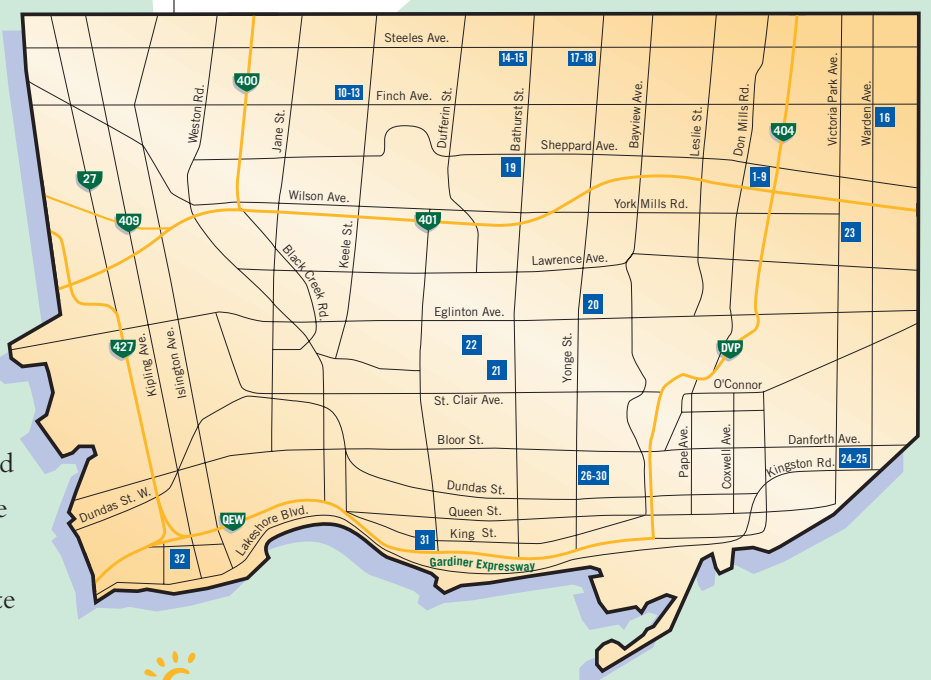 Steeles Ave.
14-15
17-18
400
10-13
Finch Ave.
Weston Rd.
Jane St.
Dufferin St.
Bathurst St.
Bayview Ave.
Leslie St.
Don Mills Rd.
404
Victoria Park Ave.
Warden Ave.
16
Sheppard Ave.
19
1-9
27
409
Wilson Ave.
401
York Mills Rd.
23
Keele St.
Black Creek Rd.
Lawrence Ave.
20
Eglinton Ave.
22
21
Yonge St.
427
Kipling Ave.
Islington Ave.
DVP
O'Connor
St. Clair Ave.
Bloor St.
Pape Ave.
Coxwell Ave.
Danforth Ave.
24-25
Kingston Rd.
26-30
d
e
te
Dundas St. W.
Dundas St.
Queen St.
King St.
QEW
Lakeshore Blvd.
31
Gardiner Expressway
32